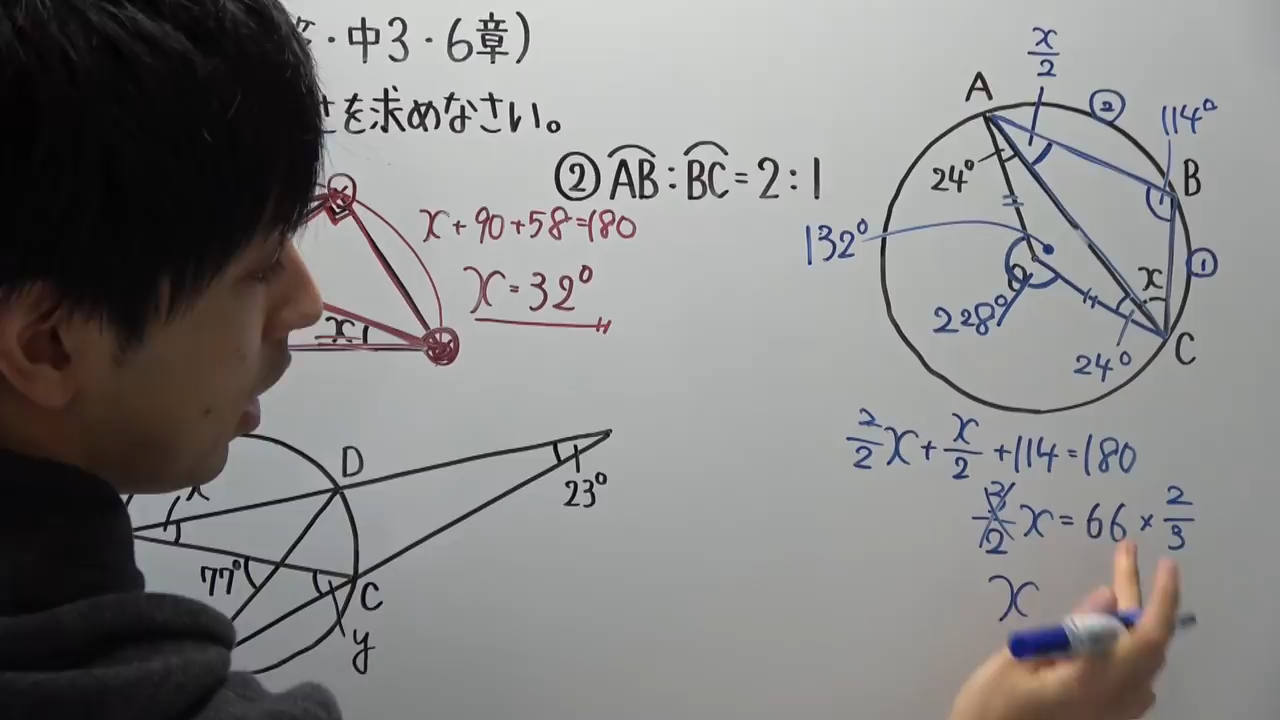 ・中3・6章)
さを求めなさい。
x+90+58=180
x=32°
x
② AB:BC=2:1
A
B
C
O
x/2
②
①
114°
24°
132°
228°
x
24°
2/2x+x/2+114=180
3/2x=66×2/3
x
D
23°
x
77°
C
y